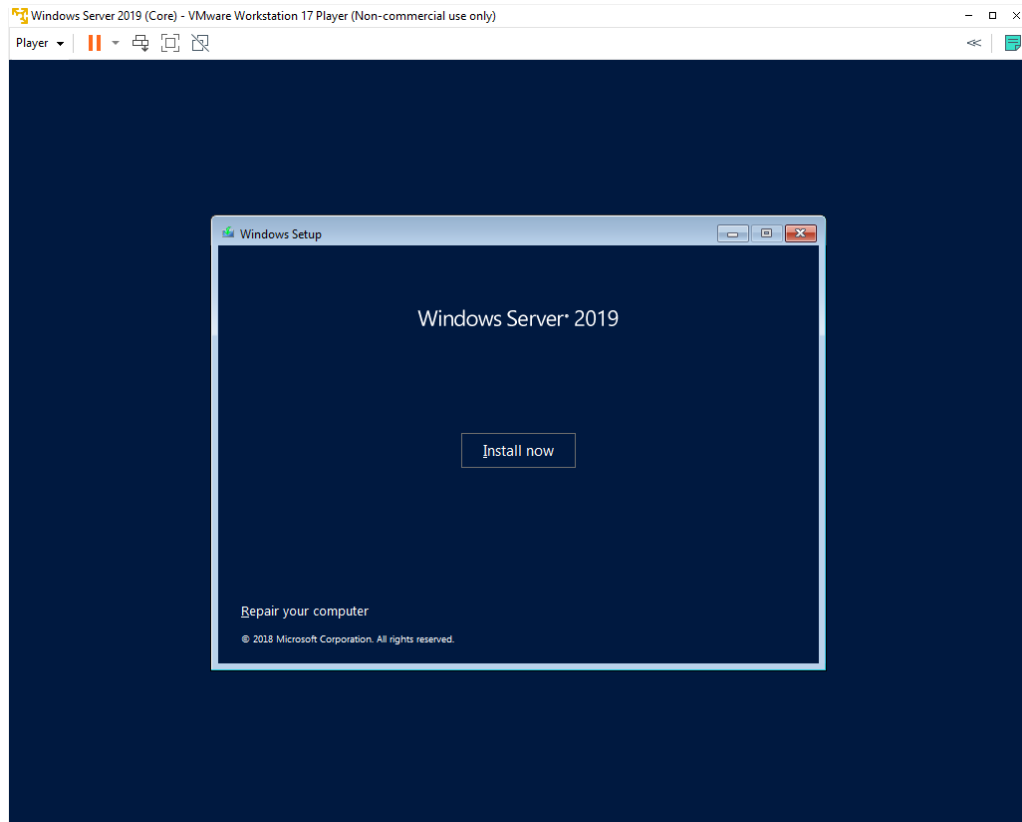 Windows Server 2019 (Core) - VMware Workstation 17 Player (Non-commercial use only)
Player
Windows Setup
Windows Server® 2019
Install now
Repair your computer
© 2018 Microsoft Corporation. All rights reserved.